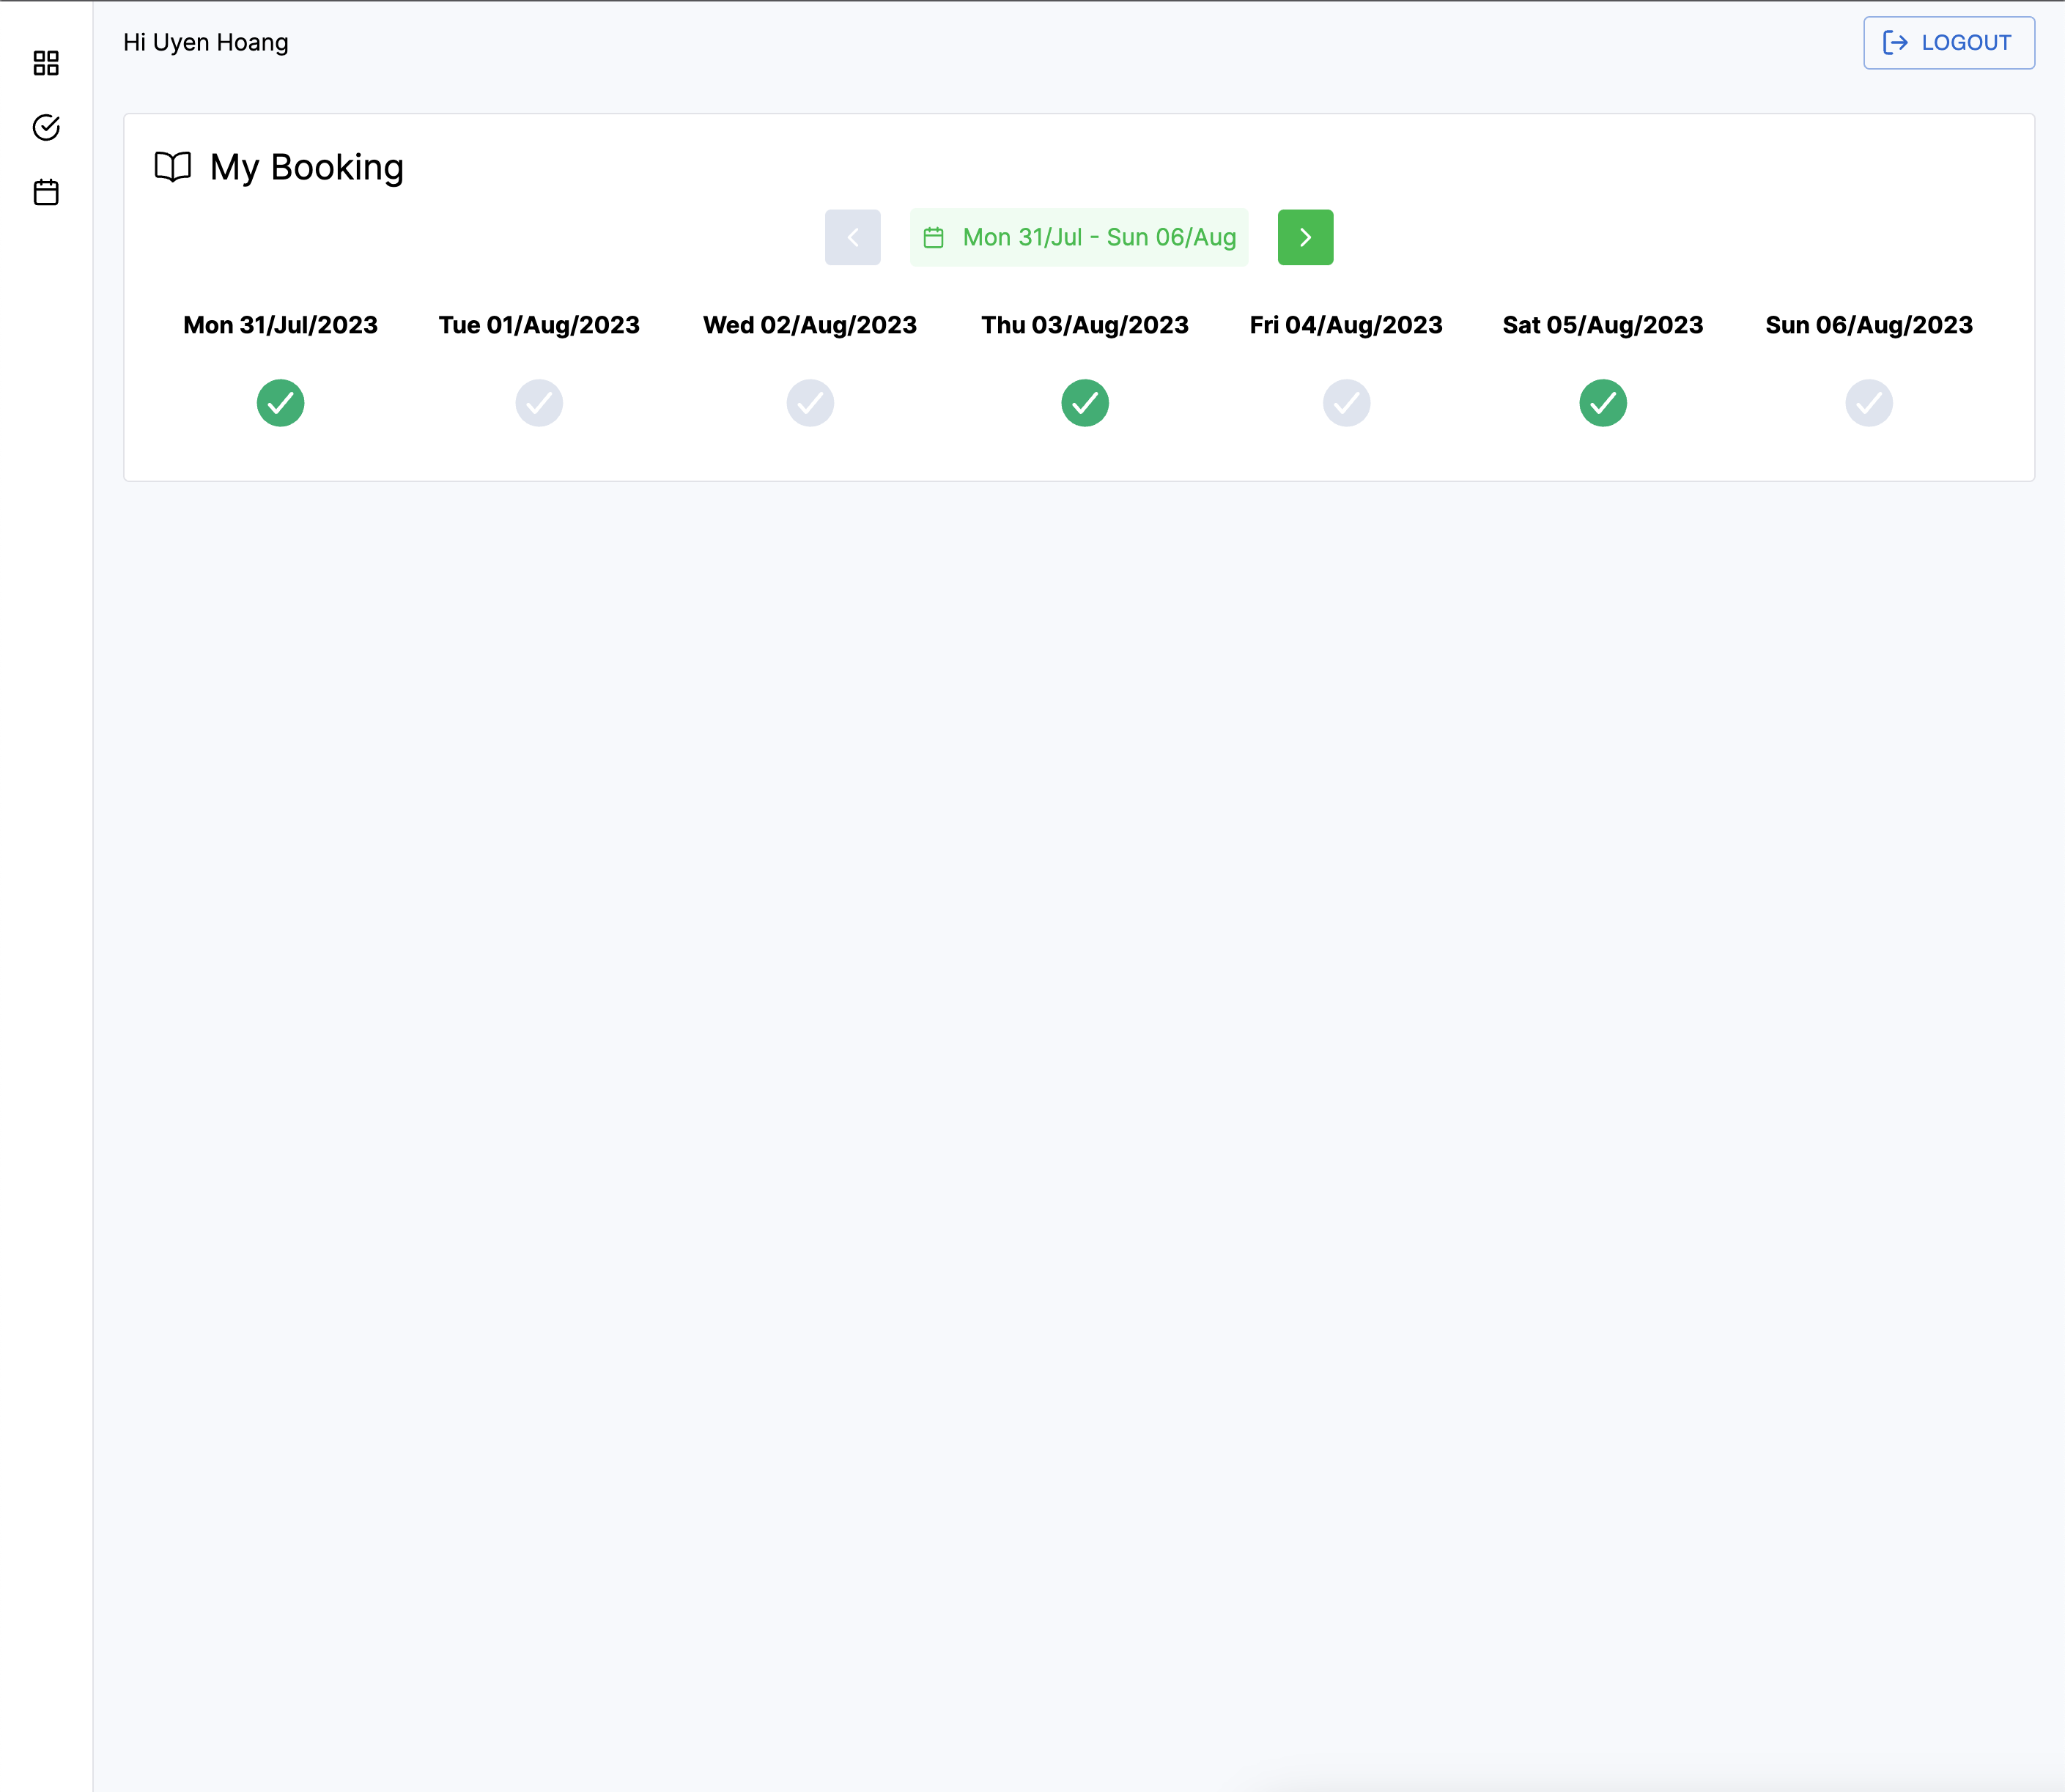 Hi Uyen Hoang
LOGOUT
My Booking
Mon 31/Jul - Sun 06/Aug
Mon 31/Jul/2023 Tue 01/Aug/2023 Wed 02/Aug/2023 Thu 03/Aug/2023 Fri 04/Aug/2023 Sat 05/Aug/2023 Sun 06/Aug/2023